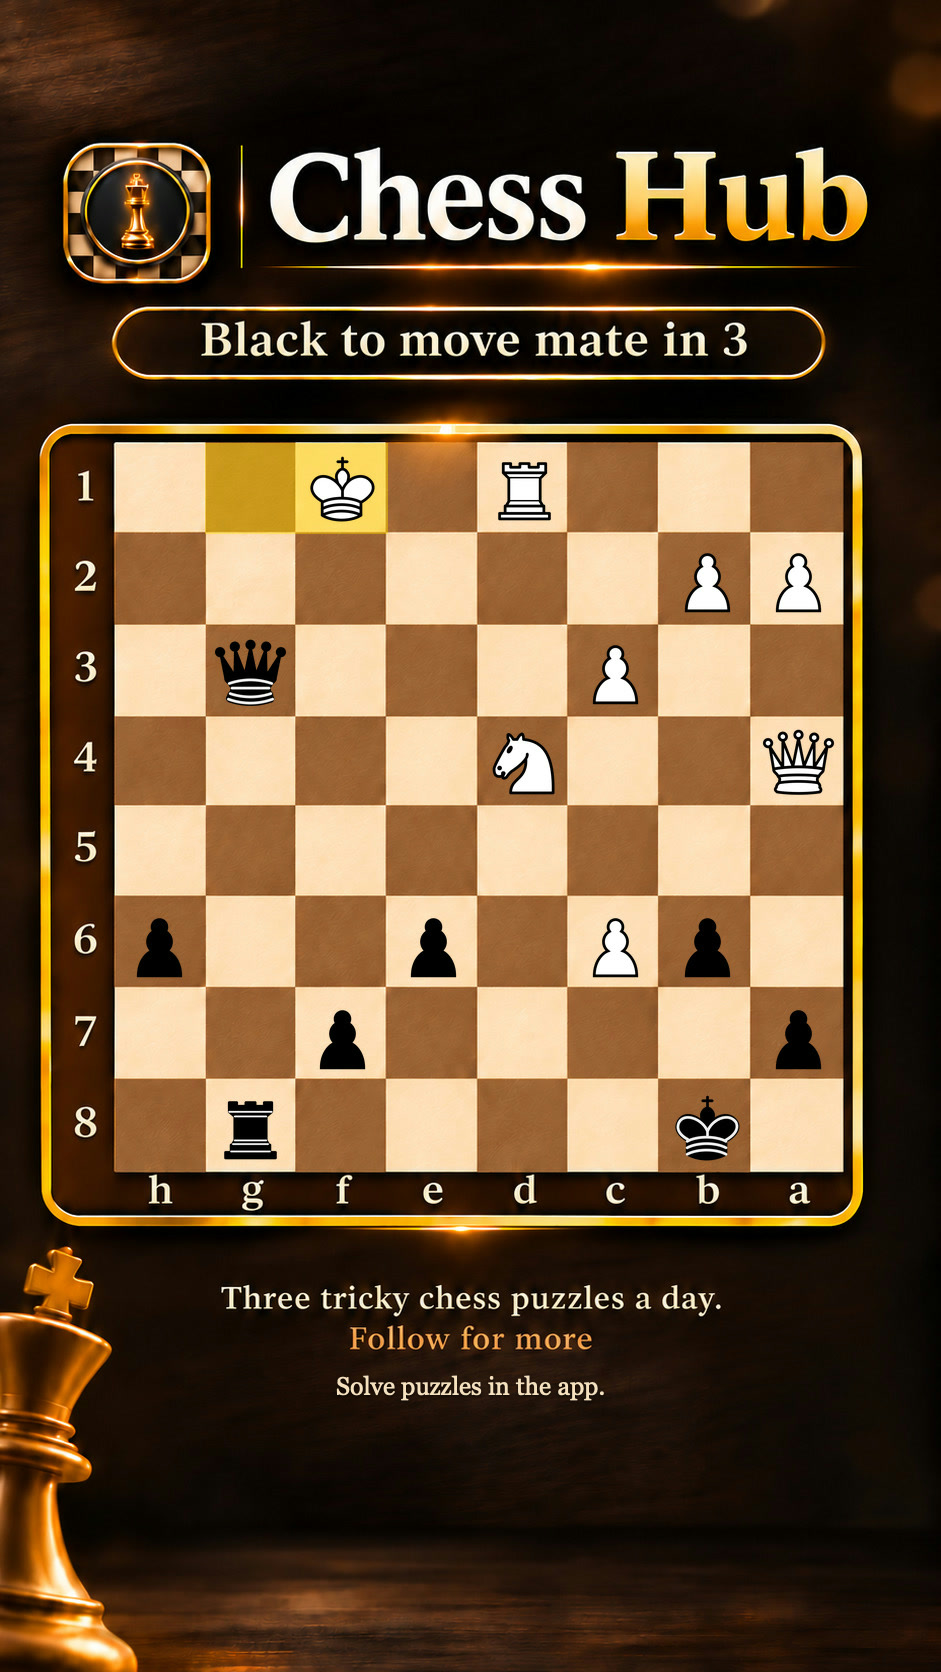 Chess Hub
Black to move mate in 3
1
2
3
4
5
6
7
8
h g f e d c b a
Three tricky chess puzzles a day.
Follow for more
Solve puzzles in the app.